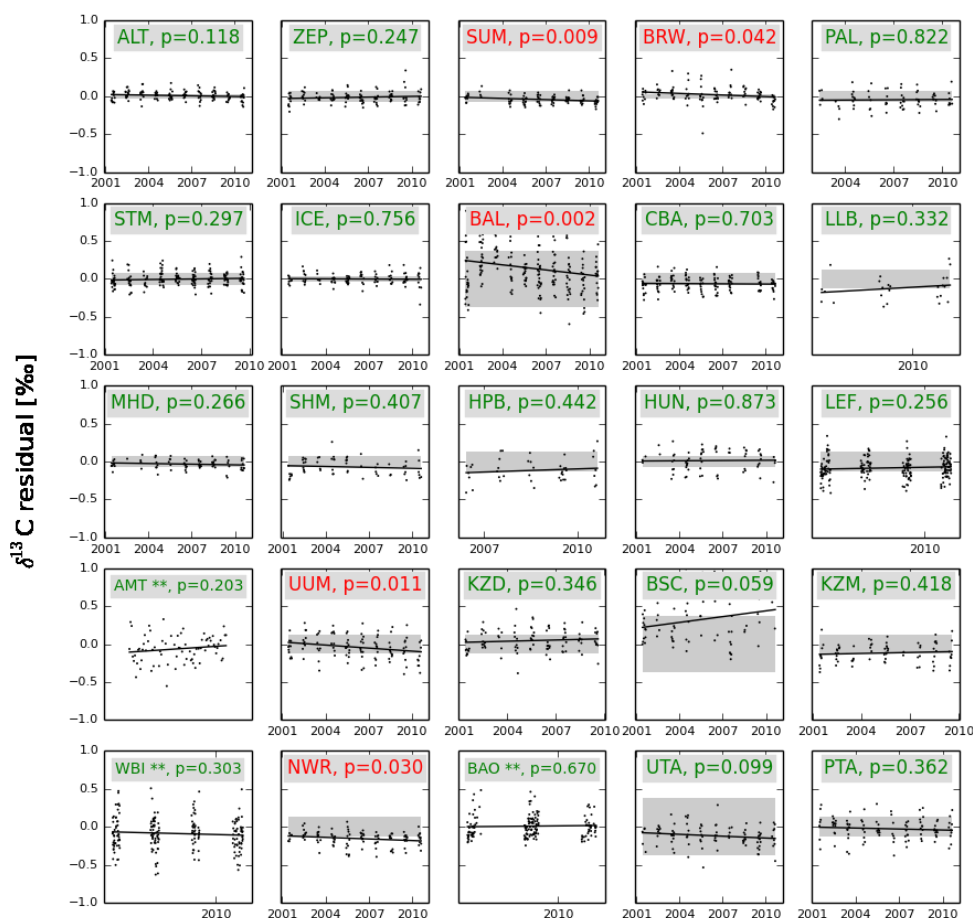 ALT, p=0.118 ZEP, p=0.247 SUM, p=0.009 BRW, p=0.042 PAL, p=0.822
1.0
0.5
0.0
−0.5
−1.0
2001 2004 2007 2010 2001 2004 2007 2010 2001 2004 2007 2010 2001 2004 2007 2010 2004 2007 2010
STM, p=0.297 ICE, p=0.756 BAL, p=0.002 CBA, p=0.703 LLB, p=0.332
1.0
0.5
0.0
−0.5
−1.0
2001 2004 2007 2010 2001 2004 2007 2010 2001 2004 2007 2010 2001 2004 2007 2010 2010
δ13C residual [‰]
MHD, p=0.266 SHM, p=0.407 HPB, p=0.442 HUN, p=0.873 LEF, p=0.256
1.0
0.5
0.0
−0.5
−1.0
2001 2004 2007 2010 2001 2004 2007 2010 2007 2010 2001 2004 2007 2010 2010
AMT **, p=0.203 UUM, p=0.011 KZD, p=0.346 BSC, p=0.059 KZM, p=0.418
1.0
0.5
0.0
−0.5
−1.0
2001 2004 2007 2010 2001 2004 2007 2010 2001 2004 2007 2010 2001 2004 2007 2010
WBI **, p=0.303 NWR, p=0.030 BAO **, p=0.670 UTA, p=0.099 PTA, p=0.362
1.0
0.5
0.0
−0.5
−1.0
2010 2001 2004 2007 2010 2010 2001 2004 2007 2010 2001 2004 2007 2010